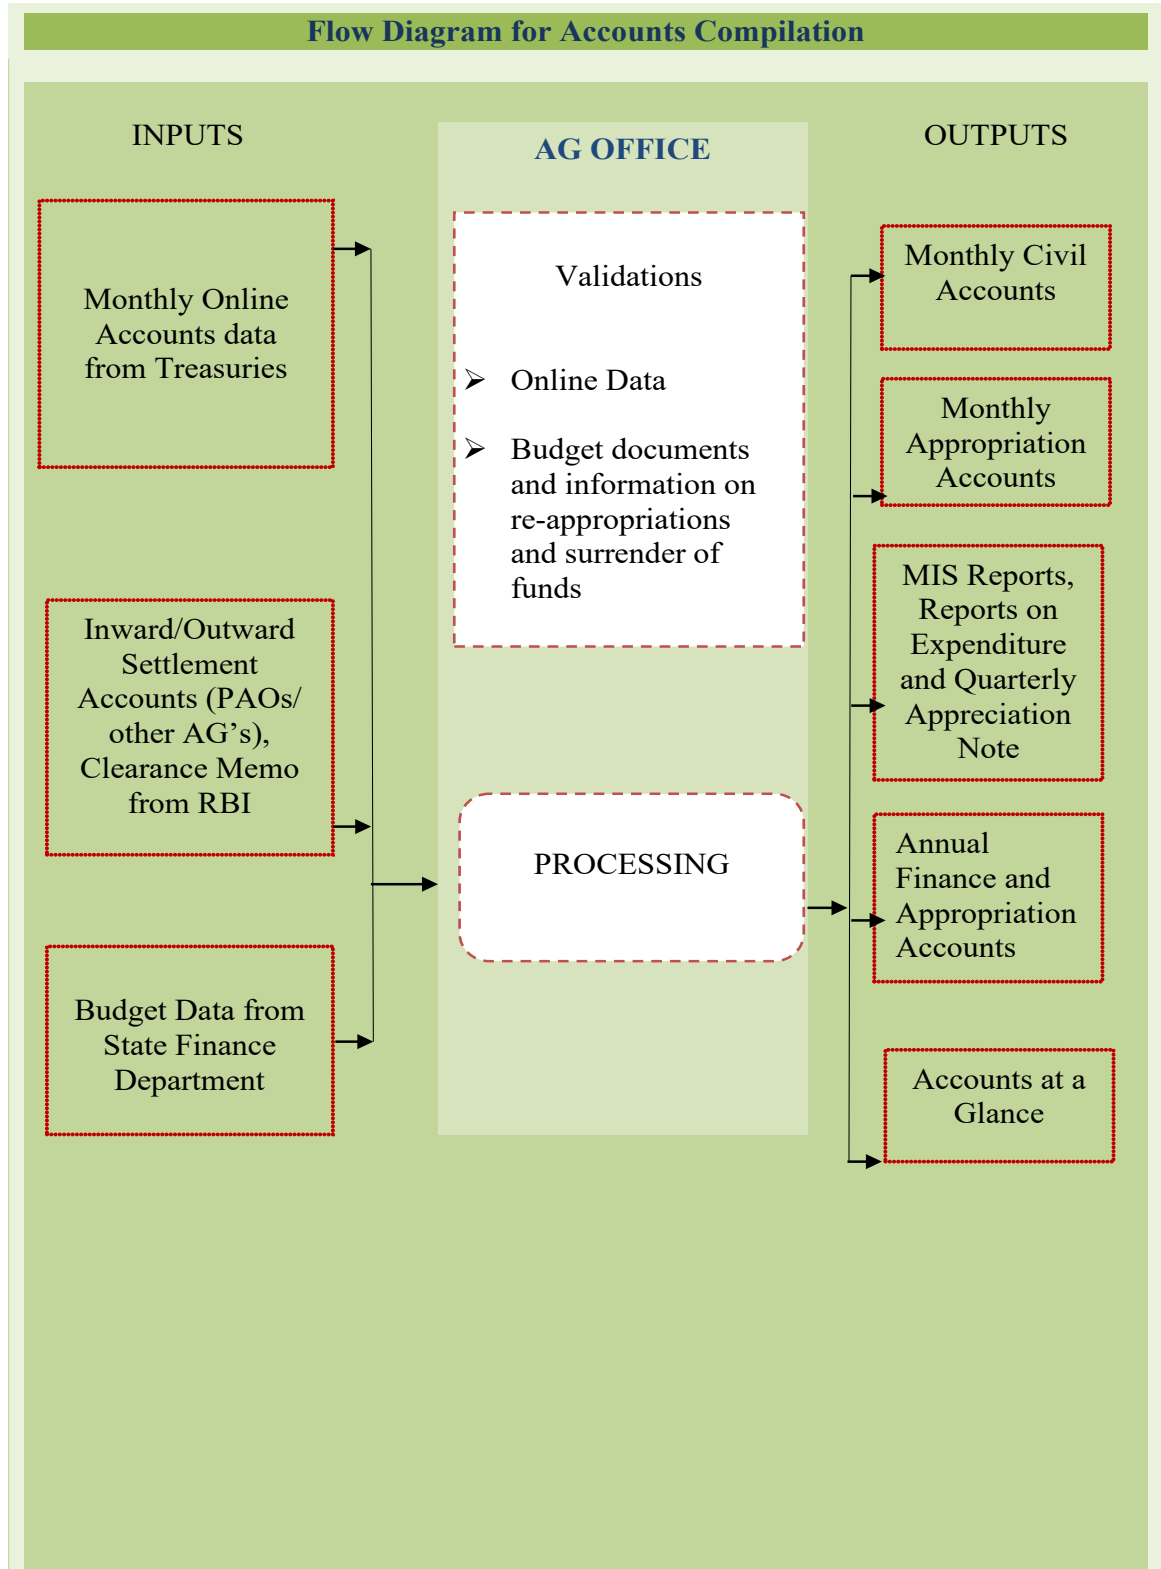 Flow Diagram for Accounts Compilation
INPUTS
Monthly Online
Accounts data
from Treasuries
Inward/Outward
Settlement
Accounts (PAOs/
other AG’s),
Clearance Memo
from RBI
Budget Data from
State Finance
Department
AG OFFICE
Validations
➢ Online Data
➢ Budget documents
and information on
re-appropriations
and surrender of
funds
PROCESSING
OUTPUTS
Monthly Civil
Accounts
Monthly
Appropriation
Accounts
MIS Reports,
Reports on
Expenditure
and Quarterly
Appreciation
Note
Annual
Finance and
Appropriation
Accounts
Accounts at a
Glance